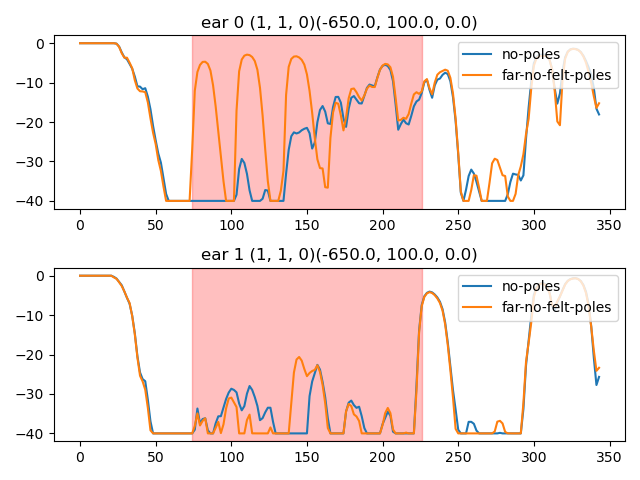 ear 0 (1, 1, 0)(-650.0, 100.0, 0.0)
0
−10
−20
−30
−40
no-poles
far-no-felt-poles
0 50 100 150 200 250 300 350
ear 1 (1, 1, 0)(-650.0, 100.0, 0.0)
0
−10
−20
−30
−40
no-poles
far-no-felt-poles
0 50 100 150 200 250 300 350